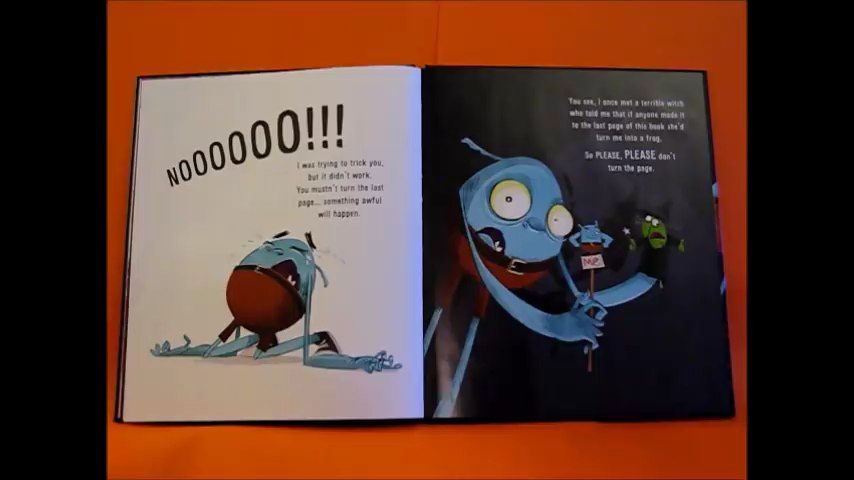 NOOOOOO!!!
I was trying to trick you,
but it didn't work.
You mustn't turn the last
page... something awful
will happen.
You see, I once met a terrible witch
who told me that if anyone made it
to the last page of this book she'd
turn me into a frog.
So PLEASE, PLEASE don't
turn the page.
ME